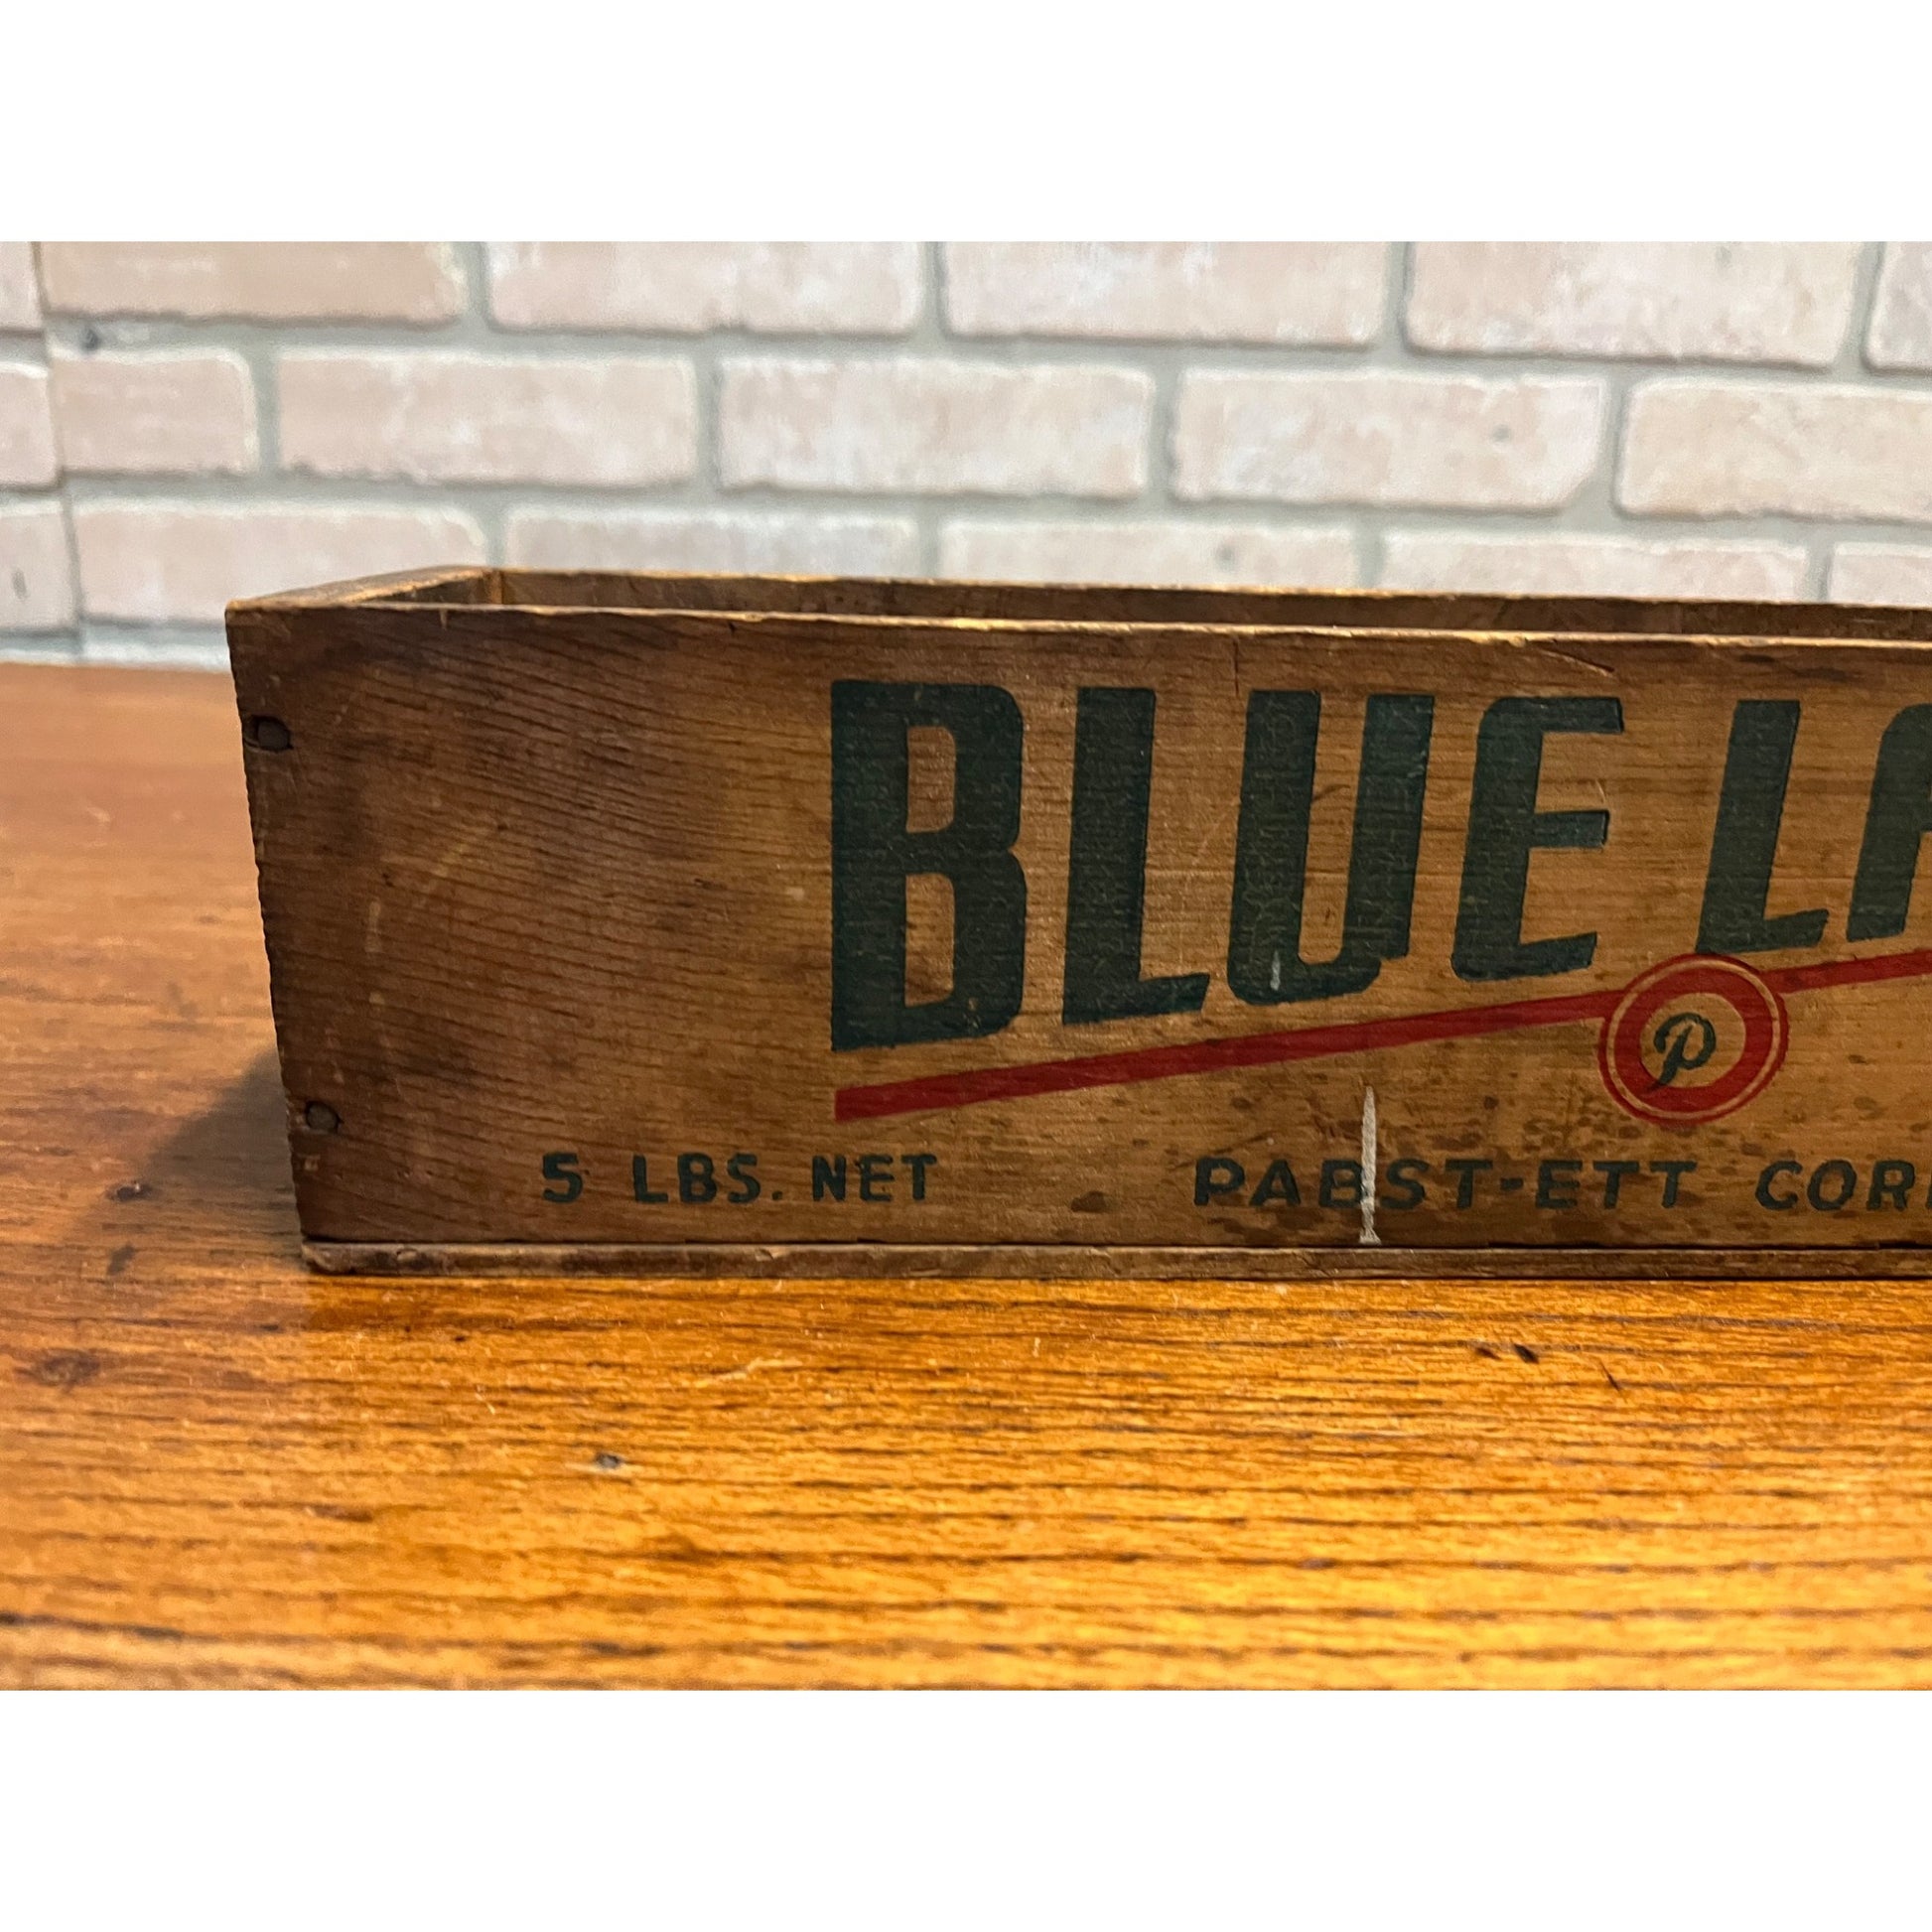 BLUE LA
P
5 LBS. NET PABST-ETT COR